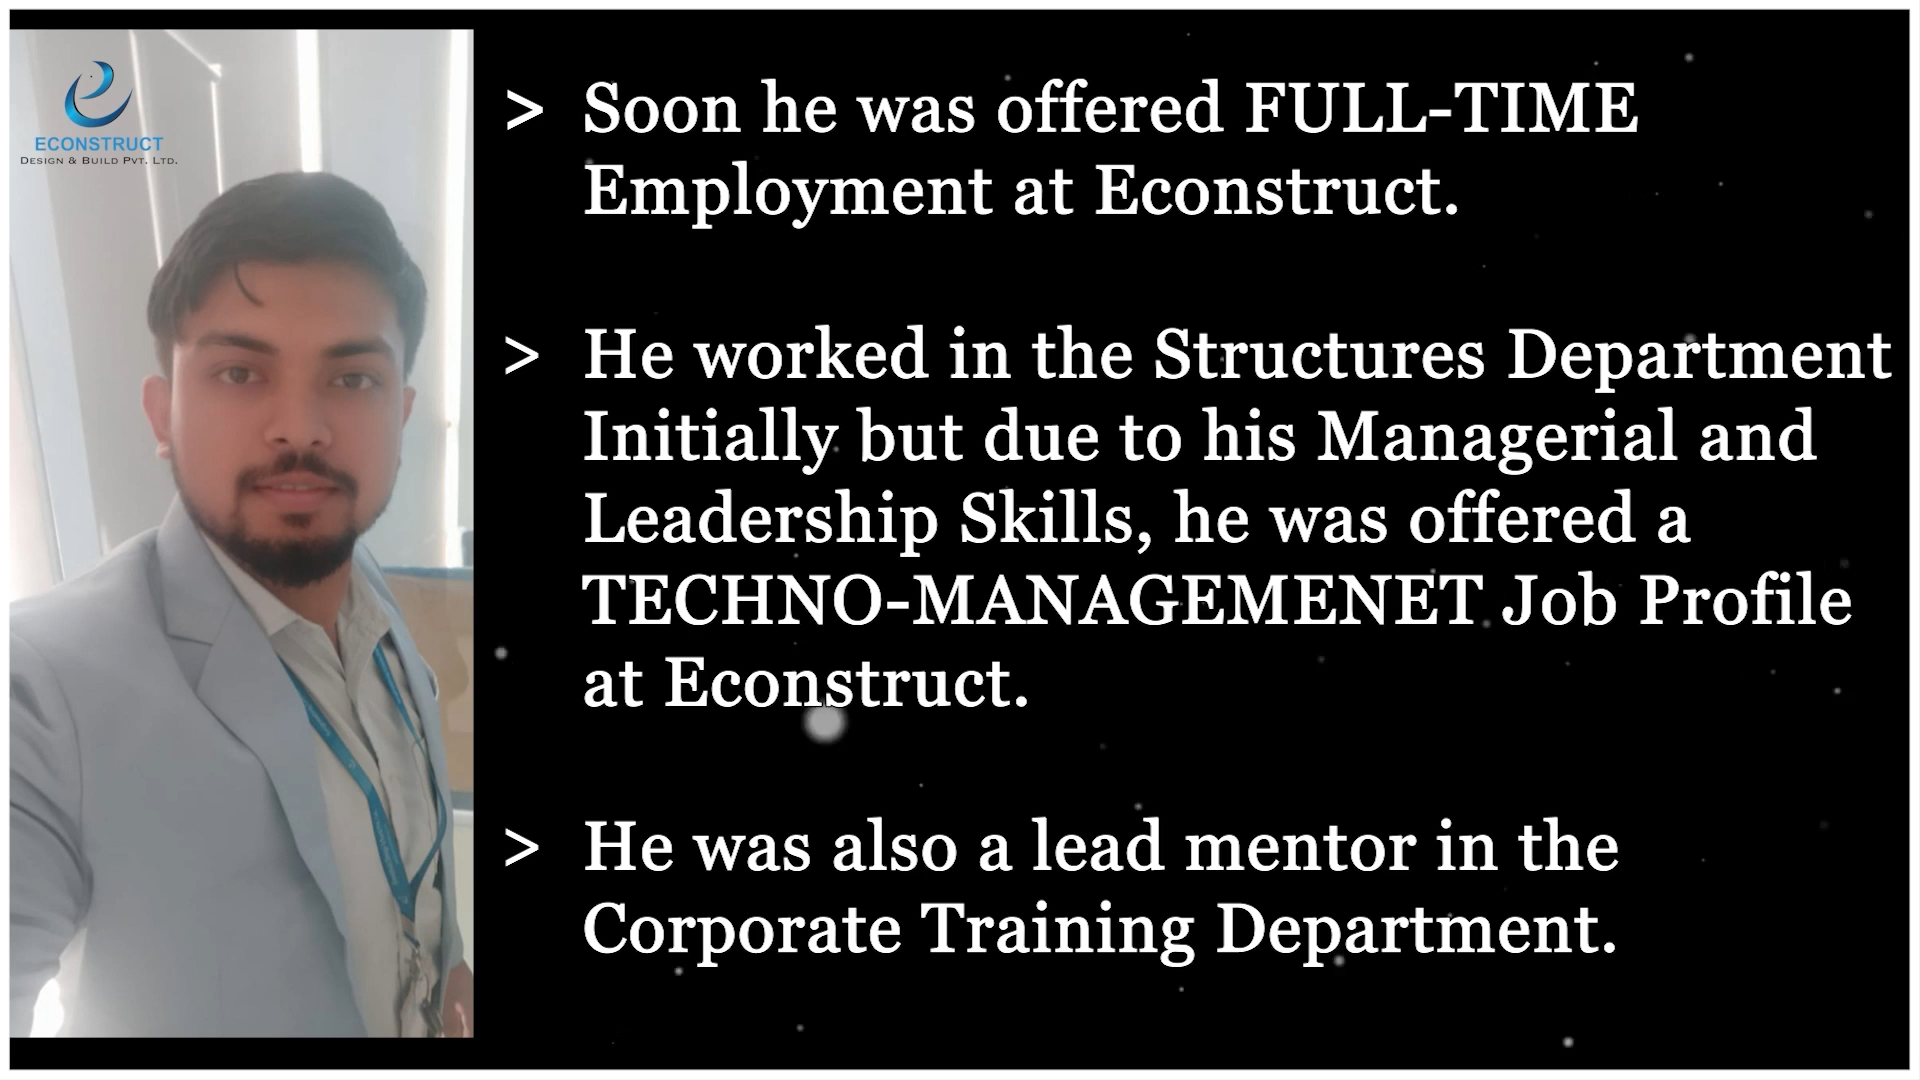 ECONSTRUCT
DESIGN & BUILD PVT. LTD.
> Soon he was offered FULL-TIME
Employment at Econstruct.
> He worked in the Structures Department
Initially but due to his Managerial and
Leadership Skills, he was offered a
TECHNO-MANAGEMENET Job Profile
at Econstruct.
> He was also a lead mentor in the
Corporate Training Department.